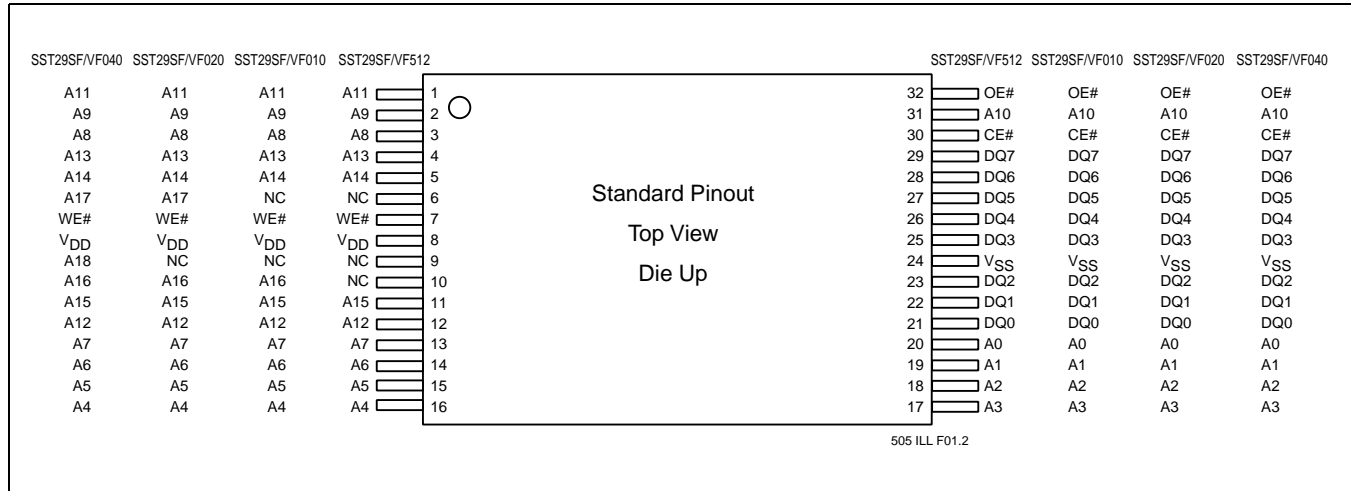 SST29SF/VF040 SST29SF/VF020 SST29SF/VF010 SST29SF/VF512 SST29SF/VF512 SST29SF/VF010 SST29SF/VF020 SST29SF/VF040
A11 A11 A11 A11 1 32 OE# OE# OE# OE#
A9 A9 A9 A9 2 31 A10 A10 A10 A10
A8 A8 A8 A8 3 30 CE# CE# CE# CE#
A13 A13 A13 A13 4 29 DQ7 DQ7 DQ7 DQ7
A14 A14 A14 A14 5 28 DQ6 DQ6 DQ6 DQ6
A17 A17 NC NC 6 Standard Pinout 27 DQ5 DQ5 DQ5 DQ5
WE# WE# WE# WE# 7 26 DQ4 DQ4 DQ4 DQ4
VDD VDD VDD VDD 8 Top View 25 DQ3 DQ3 DQ3 DQ3
A18 NC NC NC 9 24 VSS VSS VSS VSS
A16 A16 A16 NC 10 Die Up 23 DQ2 DQ2 DQ2 DQ2
A15 A15 A15 A15 11 22 DQ1 DQ1 DQ1 DQ1
A12 A12 A12 A12 12 21 DQ0 DQ0 DQ0 DQ0
A7 A7 A7 A7 13 20 A0 A0 A0 A0
A6 A6 A6 A6 14 19 A1 A1 A1 A1
A5 A5 A5 A5 15 18 A2 A2 A2 A2
A4 A4 A4 A4 16 17 A3 A3 A3 A3
505 ILL F01.2